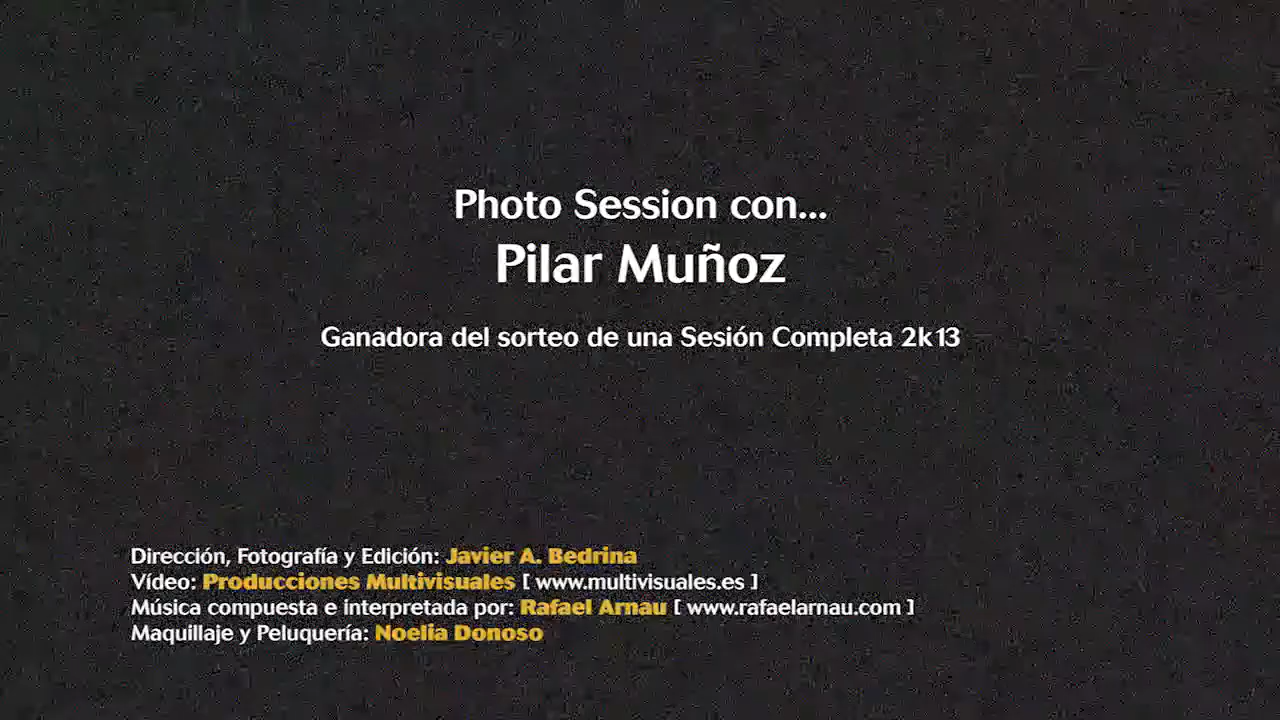 Photo Session con...
Pilar Muñoz
Ganadora del sorteo de una Sesión Completa 2k13
Dirección, Fotografía y Edición: Javier A. Bedrina
Vídeo: Producciones Multivisuales [ www.multivisuales.es ]
Música compuesta e interpretada por: Rafael Arnau [ www.rafaelarnau.com ]
Maquillaje y Peluquería: Noelia Donoso